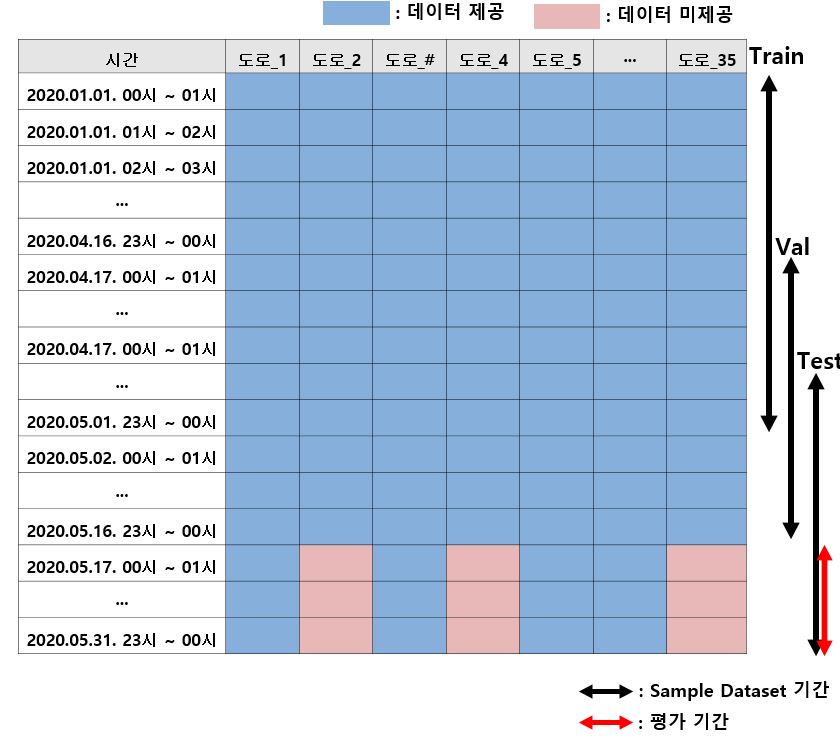 : 데이터 제공 : 데이터 미제공
시간 도로_1 도로_2 도로_# 도로_4 도로_5 ... 도로_35 Train
2020.01.01. 00시 ~ 01시
2020.01.01. 01시 ~ 02시
2020.01.01. 02시 ~ 03시
...
2020.04.16. 23시 ~ 00시
Val
2020.04.17. 00시 ~ 01시
...
2020.04.17. 00시 ~ 01시
Test
...
2020.05.01. 23시 ~ 00시
2020.05.02. 00시 ~ 01시
...
2020.05.16. 23시 ~ 00시
2020.05.17. 00시 ~ 01시
...
2020.05.31. 23시 ~ 00시
: Sample Dataset 기간
: 평가 기간